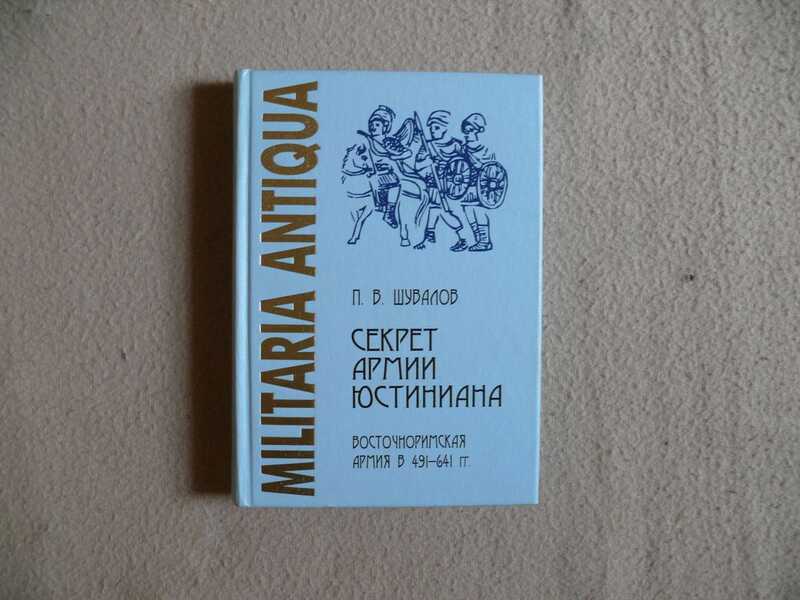 MILITARIA ANTIQUA
П. В. ШУВАЛОВ
СЕКРЕТ
АРМИИ
ЮСТИНИАНА
ВОСТОЧНОРИМСКАЯ
АРМИЯ В 491–641 ГГ.